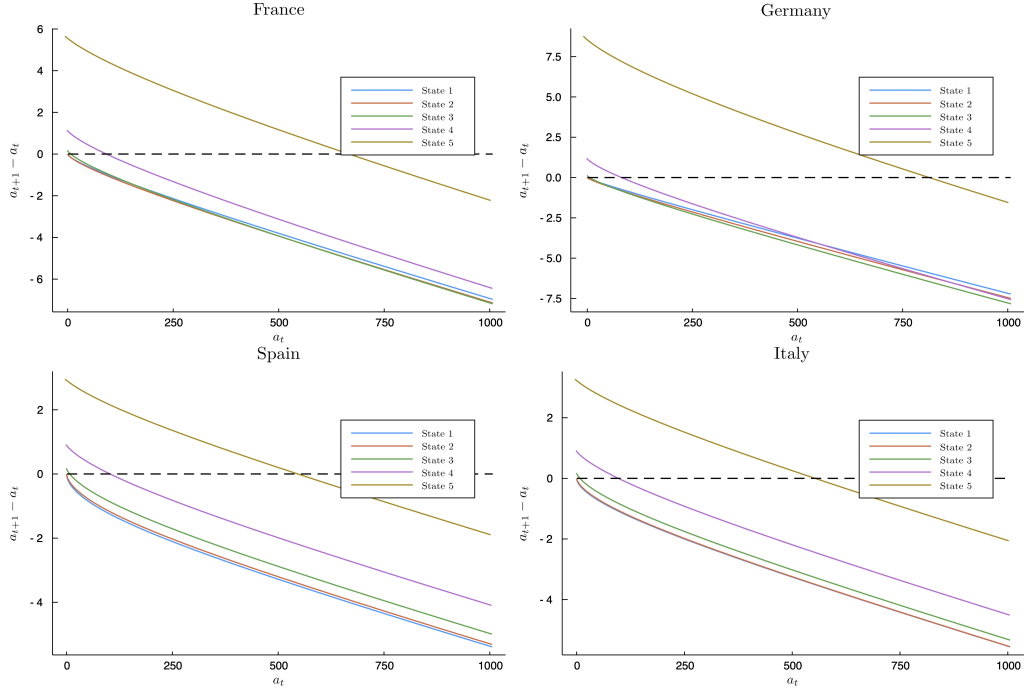 France
6
4
2
0
- 2
- 4
- 6
a_{t+1} − a_t
State 1
State 2
State 3
State 4
State 5
0
250
500
750
1000
a_t
Germany
7.5
5.0
2.5
0.0
-2.5
-5.0
-7.5
a_{t+1} − a_t
State 1
State 2
State 3
State 4
State 5
0
250
500
750
1000
a_t
Spain
2
0
- 2
- 4
a_{t+1} − a_t
State 1
State 2
State 3
State 4
State 5
0
250
500
750
1000
a_t
Italy
2
0
- 2
- 4
a_{t+1} − a_t
State 1
State 2
State 3
State 4
State 5
0
250
500
750
1000
a_t